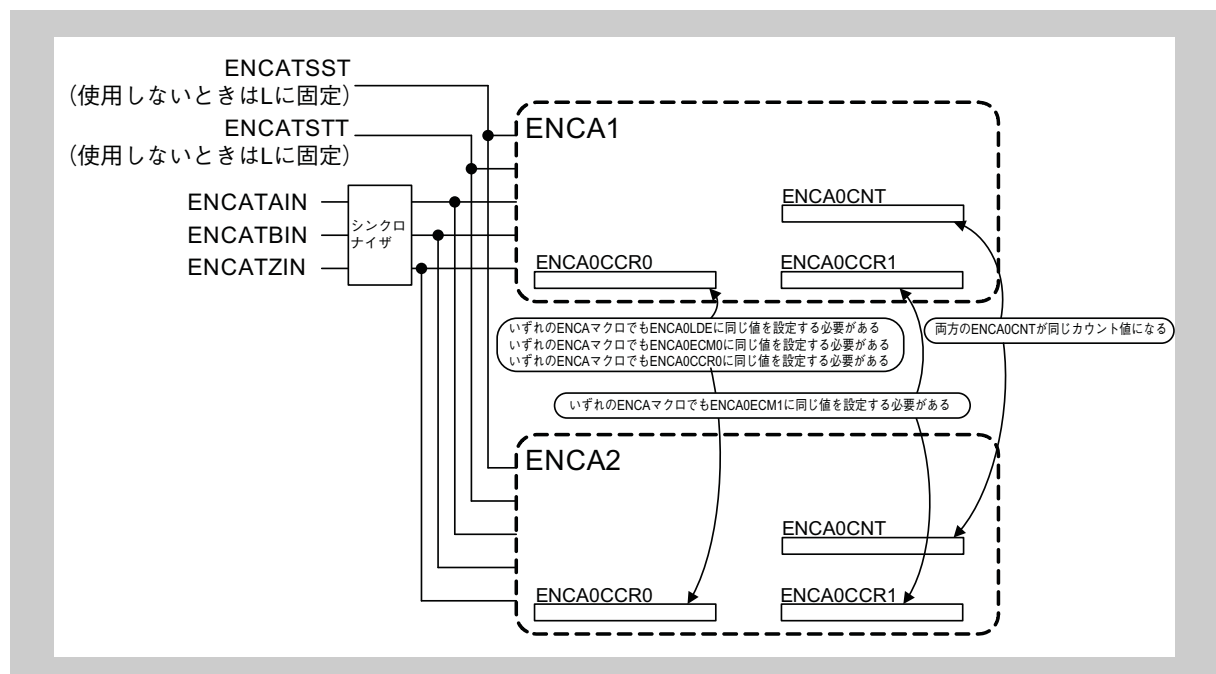 ENCATSST
（使用しないときはLに固定）
ENCATSTT
（使用しないときはLに固定）
ENCATAIN
ENCATBIN
ENCATZIN
シンクロ
ナイザ
ENCA1
ENCA0CNT
ENCA0CCR0
ENCA0CCR1
いずれのENCAマクロでもENCA0LDEに同じ値を設定する必要がある
いずれのENCAマクロでもENCA0ECM0に同じ値を設定する必要がある
いずれのENCAマクロでもENCA0CCR0に同じ値を設定する必要がある
両方のENCA0CNTが同じカウント値になる
いずれのENCAマクロでもENCA0ECM1に同じ値を設定する必要がある
ENCA2
ENCA0CNT
ENCA0CCR0
ENCA0CCR1